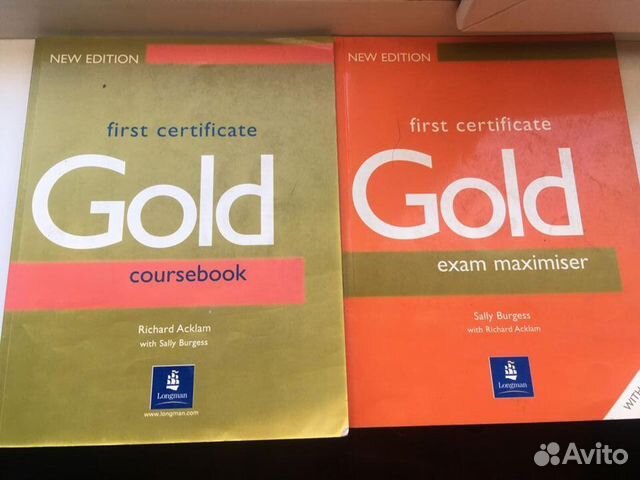 NEW EDITION
first certificate
Gold
coursebook
Richard Acklam
with Sally Burgess
Longman
www.longman.com
NEW EDITION
first certificate
Gold
exam maximiser
Sally Burgess
with Richard Acklam
Longman
WITH
Avito